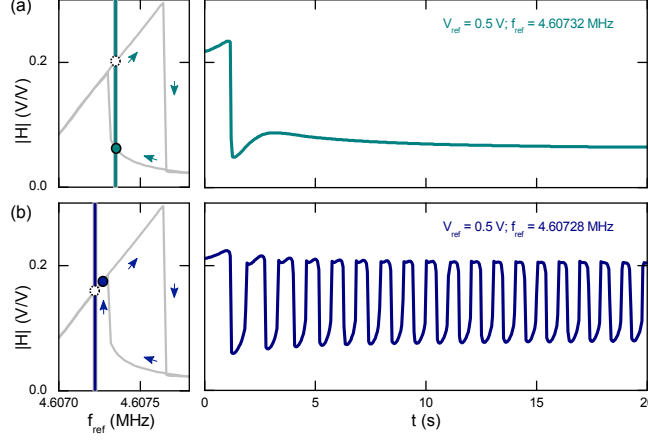 (a)
|H| (V/V)
0.2
0.0
V_ref = 0.5 V; f_ref = 4.60732 MHz
(b)
|H| (V/V)
0.2
0.0
V_ref = 0.5 V; f_ref = 4.60728 MHz
4.6070 4.6075
f_ref (MHz)
0 5 10 15 20
t (s)